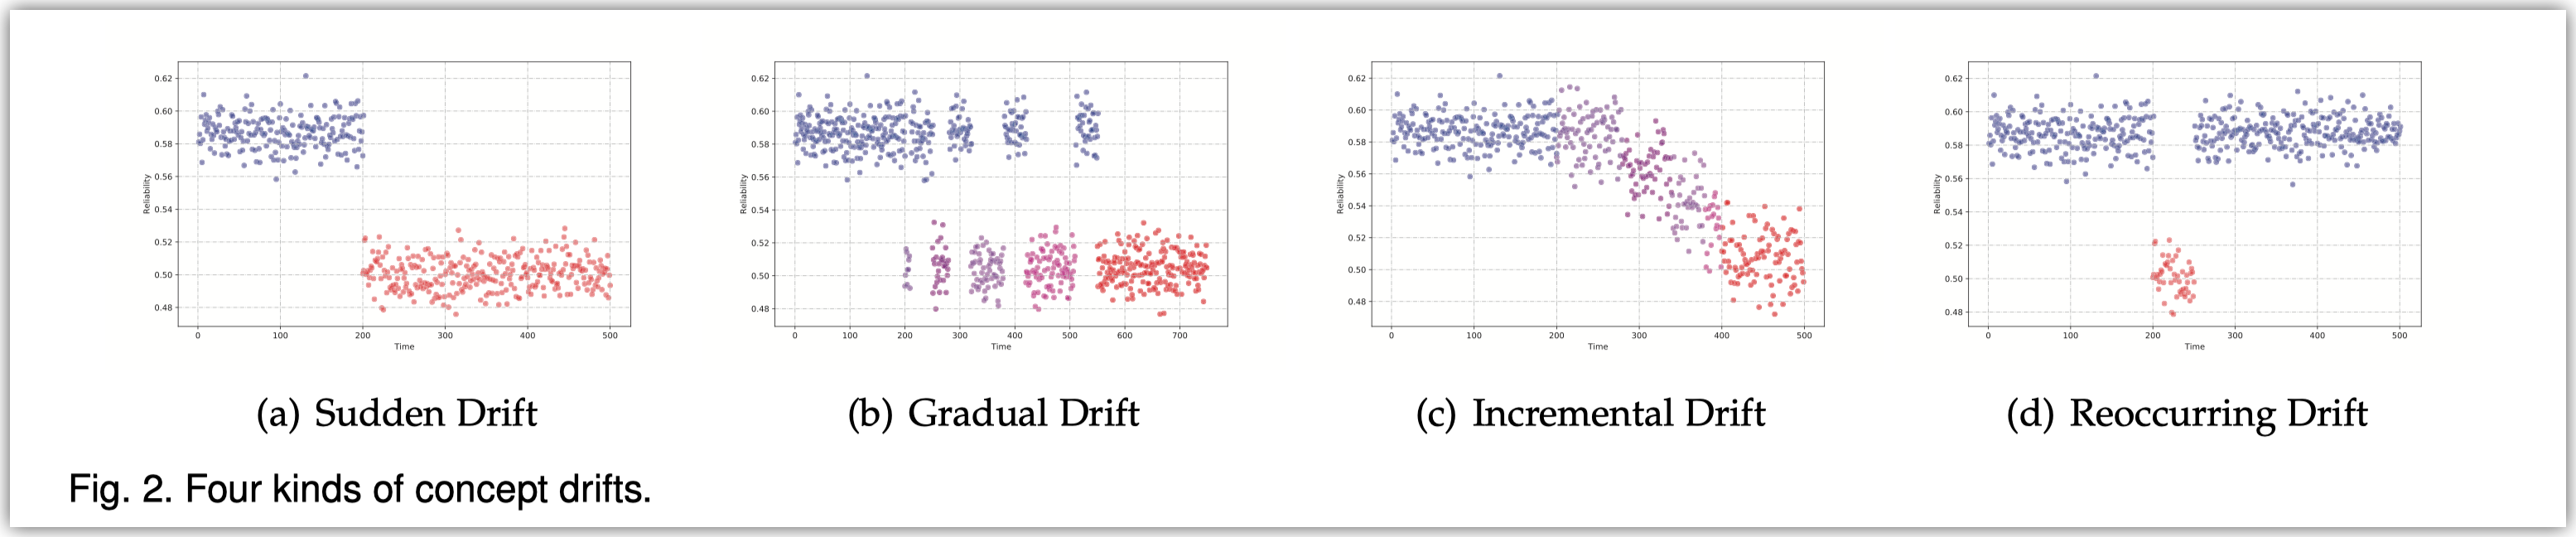 0.62
0.60
0.58
0.56
0.54
0.52
0.50
0.48
Reliability
0 100 200 300 400 500
Time
(a) Sudden Drift
0.62
0.60
0.58
0.56
0.54
0.52
0.50
0.48
Reliability
0 100 200 300 400 500 600 700
Time
(b) Gradual Drift
0.62
0.60
0.58
0.56
0.54
0.52
0.50
0.48
Reliability
0 100 200 300 400 500
Time
(c) Incremental Drift
0.62
0.60
0.58
0.56
0.54
0.52
0.50
0.48
Reliability
0 100 200 300 400 500
Time
(d) Reoccurring Drift
Fig. 2. Four kinds of concept drifts.